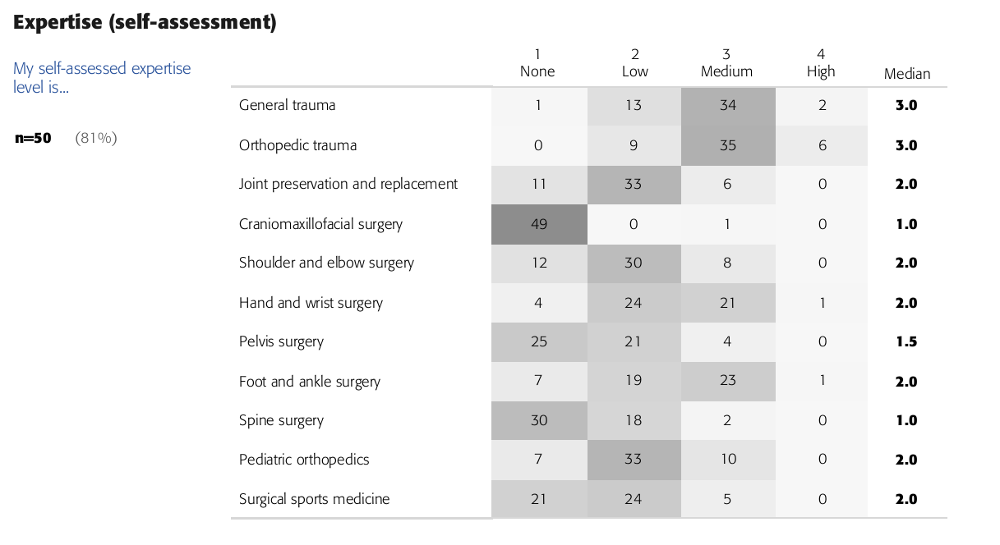 Expertise (self-assessment)
My self-assessed expertise
level is...
n=50 (81%)
1 2 3 4
None Low Medium High Median
General trauma 1 13 34 2 3.0
Orthopedic trauma 0 9 35 6 3.0
Joint preservation and replacement 11 33 6 0 2.0
Craniomaxillofacial surgery 49 0 1 0 1.0
Shoulder and elbow surgery 12 30 8 0 2.0
Hand and wrist surgery 4 24 21 1 2.0
Pelvis surgery 25 21 4 0 1.5
Foot and ankle surgery 7 19 23 1 2.0
Spine surgery 30 18 2 0 1.0
Pediatric orthopedics 7 33 10 0 2.0
Surgical sports medicine 21 24 5 0 2.0